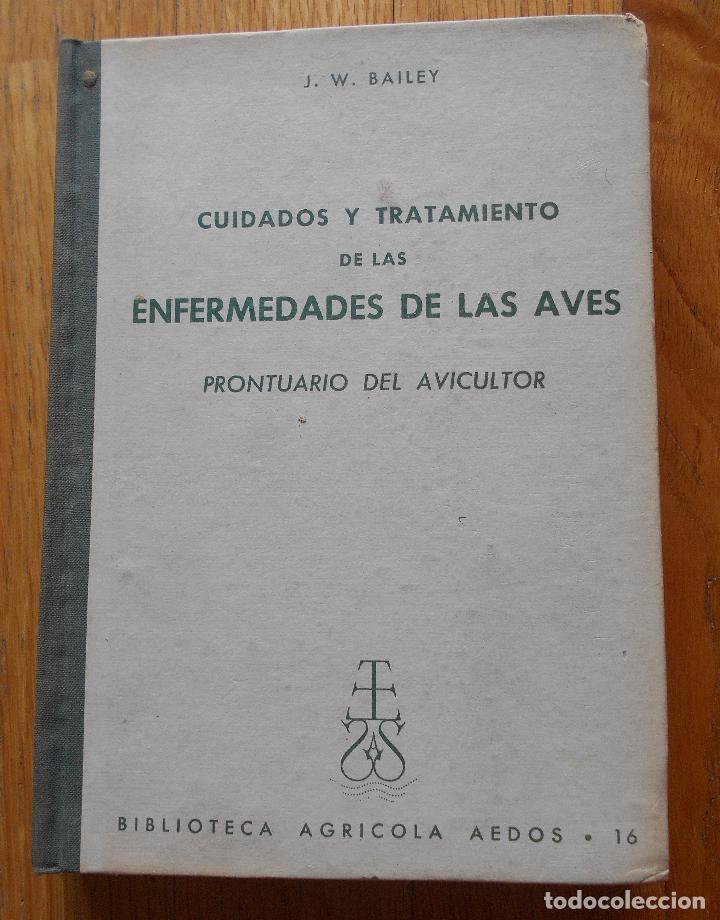 J. W. BAILEY
CUIDADOS Y TRATAMIENTO
DE LAS
ENFERMEDADES DE LAS AVES
PRONTUARIO DEL AVICULTOR
BIBLIOTECA AGRICOLA AEDOS • 16
todocoleccion